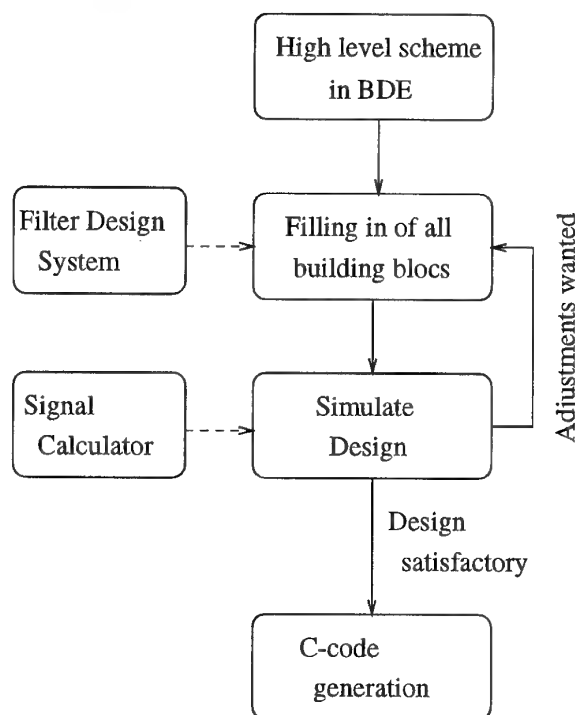 High level scheme
in BDE
Filter Design
System
Filling in of all
building blocs
Adjustments wanted
Signal
Calculator
Simulate
Design
Design
satisfactory
C-code
generation